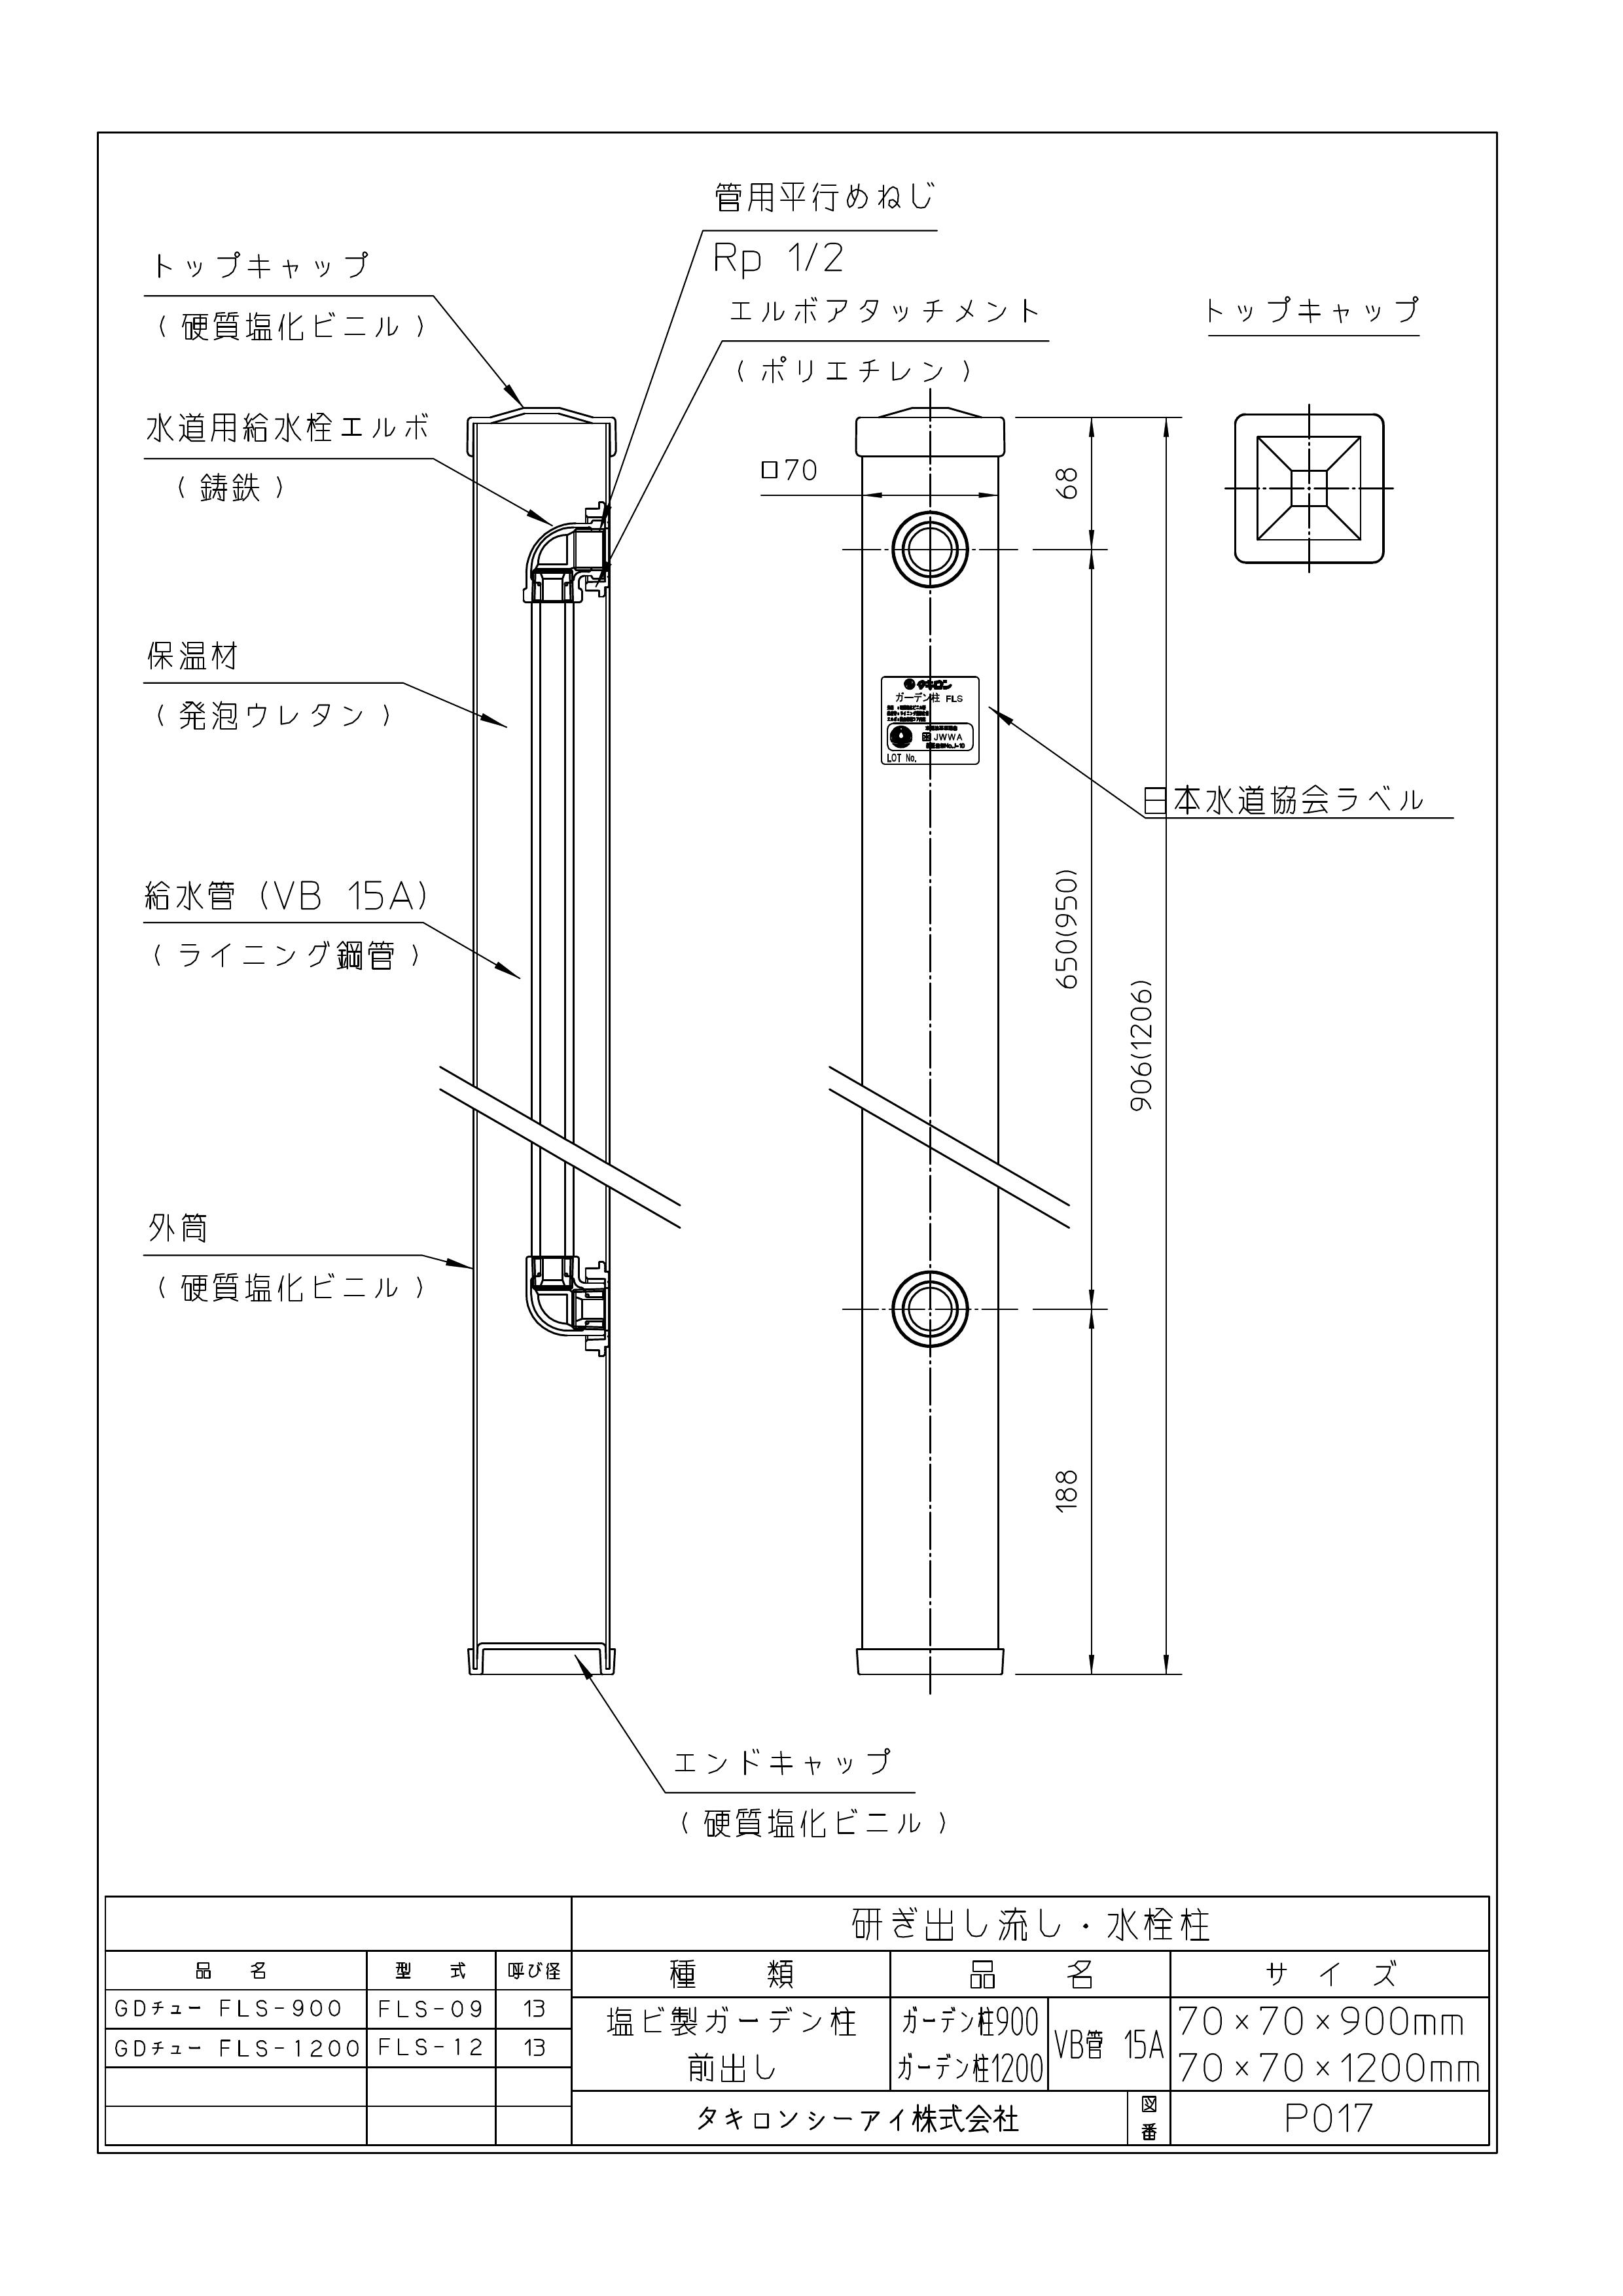 管用平行めねじ
Rp 1/2
トップキャップ
(硬質塩化ビニル)
エルボアタッチメント
(ポリエチレン)
トップキャップ
水道用給水栓エルボ
(鋳鉄)
□70
68
保温材
(発泡ウレタン)
タキロン
ガーデン柱 FLS
JWWA
LOT No.
日本水道協会ラベル
給水管 (VB 15A)
(ライニング鋼管)
650(950)
906(1206)
外筒
(硬質塩化ビニル)
188
エンドキャップ
(硬質塩化ビニル)
研ぎ出し流し・水栓柱
品 名 型 式 呼び径
種 類 品 名 サ イ ズ
GDチュー FLS-900 FLS-09 13
GDチュー FLS-1200 FLS-12 13
塩ビ製ガーデン柱 ガーデン柱900 VB管 15A 70×70×900mm
前出し ガーデン柱1200 70×70×1200mm
タキロンシーアイ株式会社 図番 P017